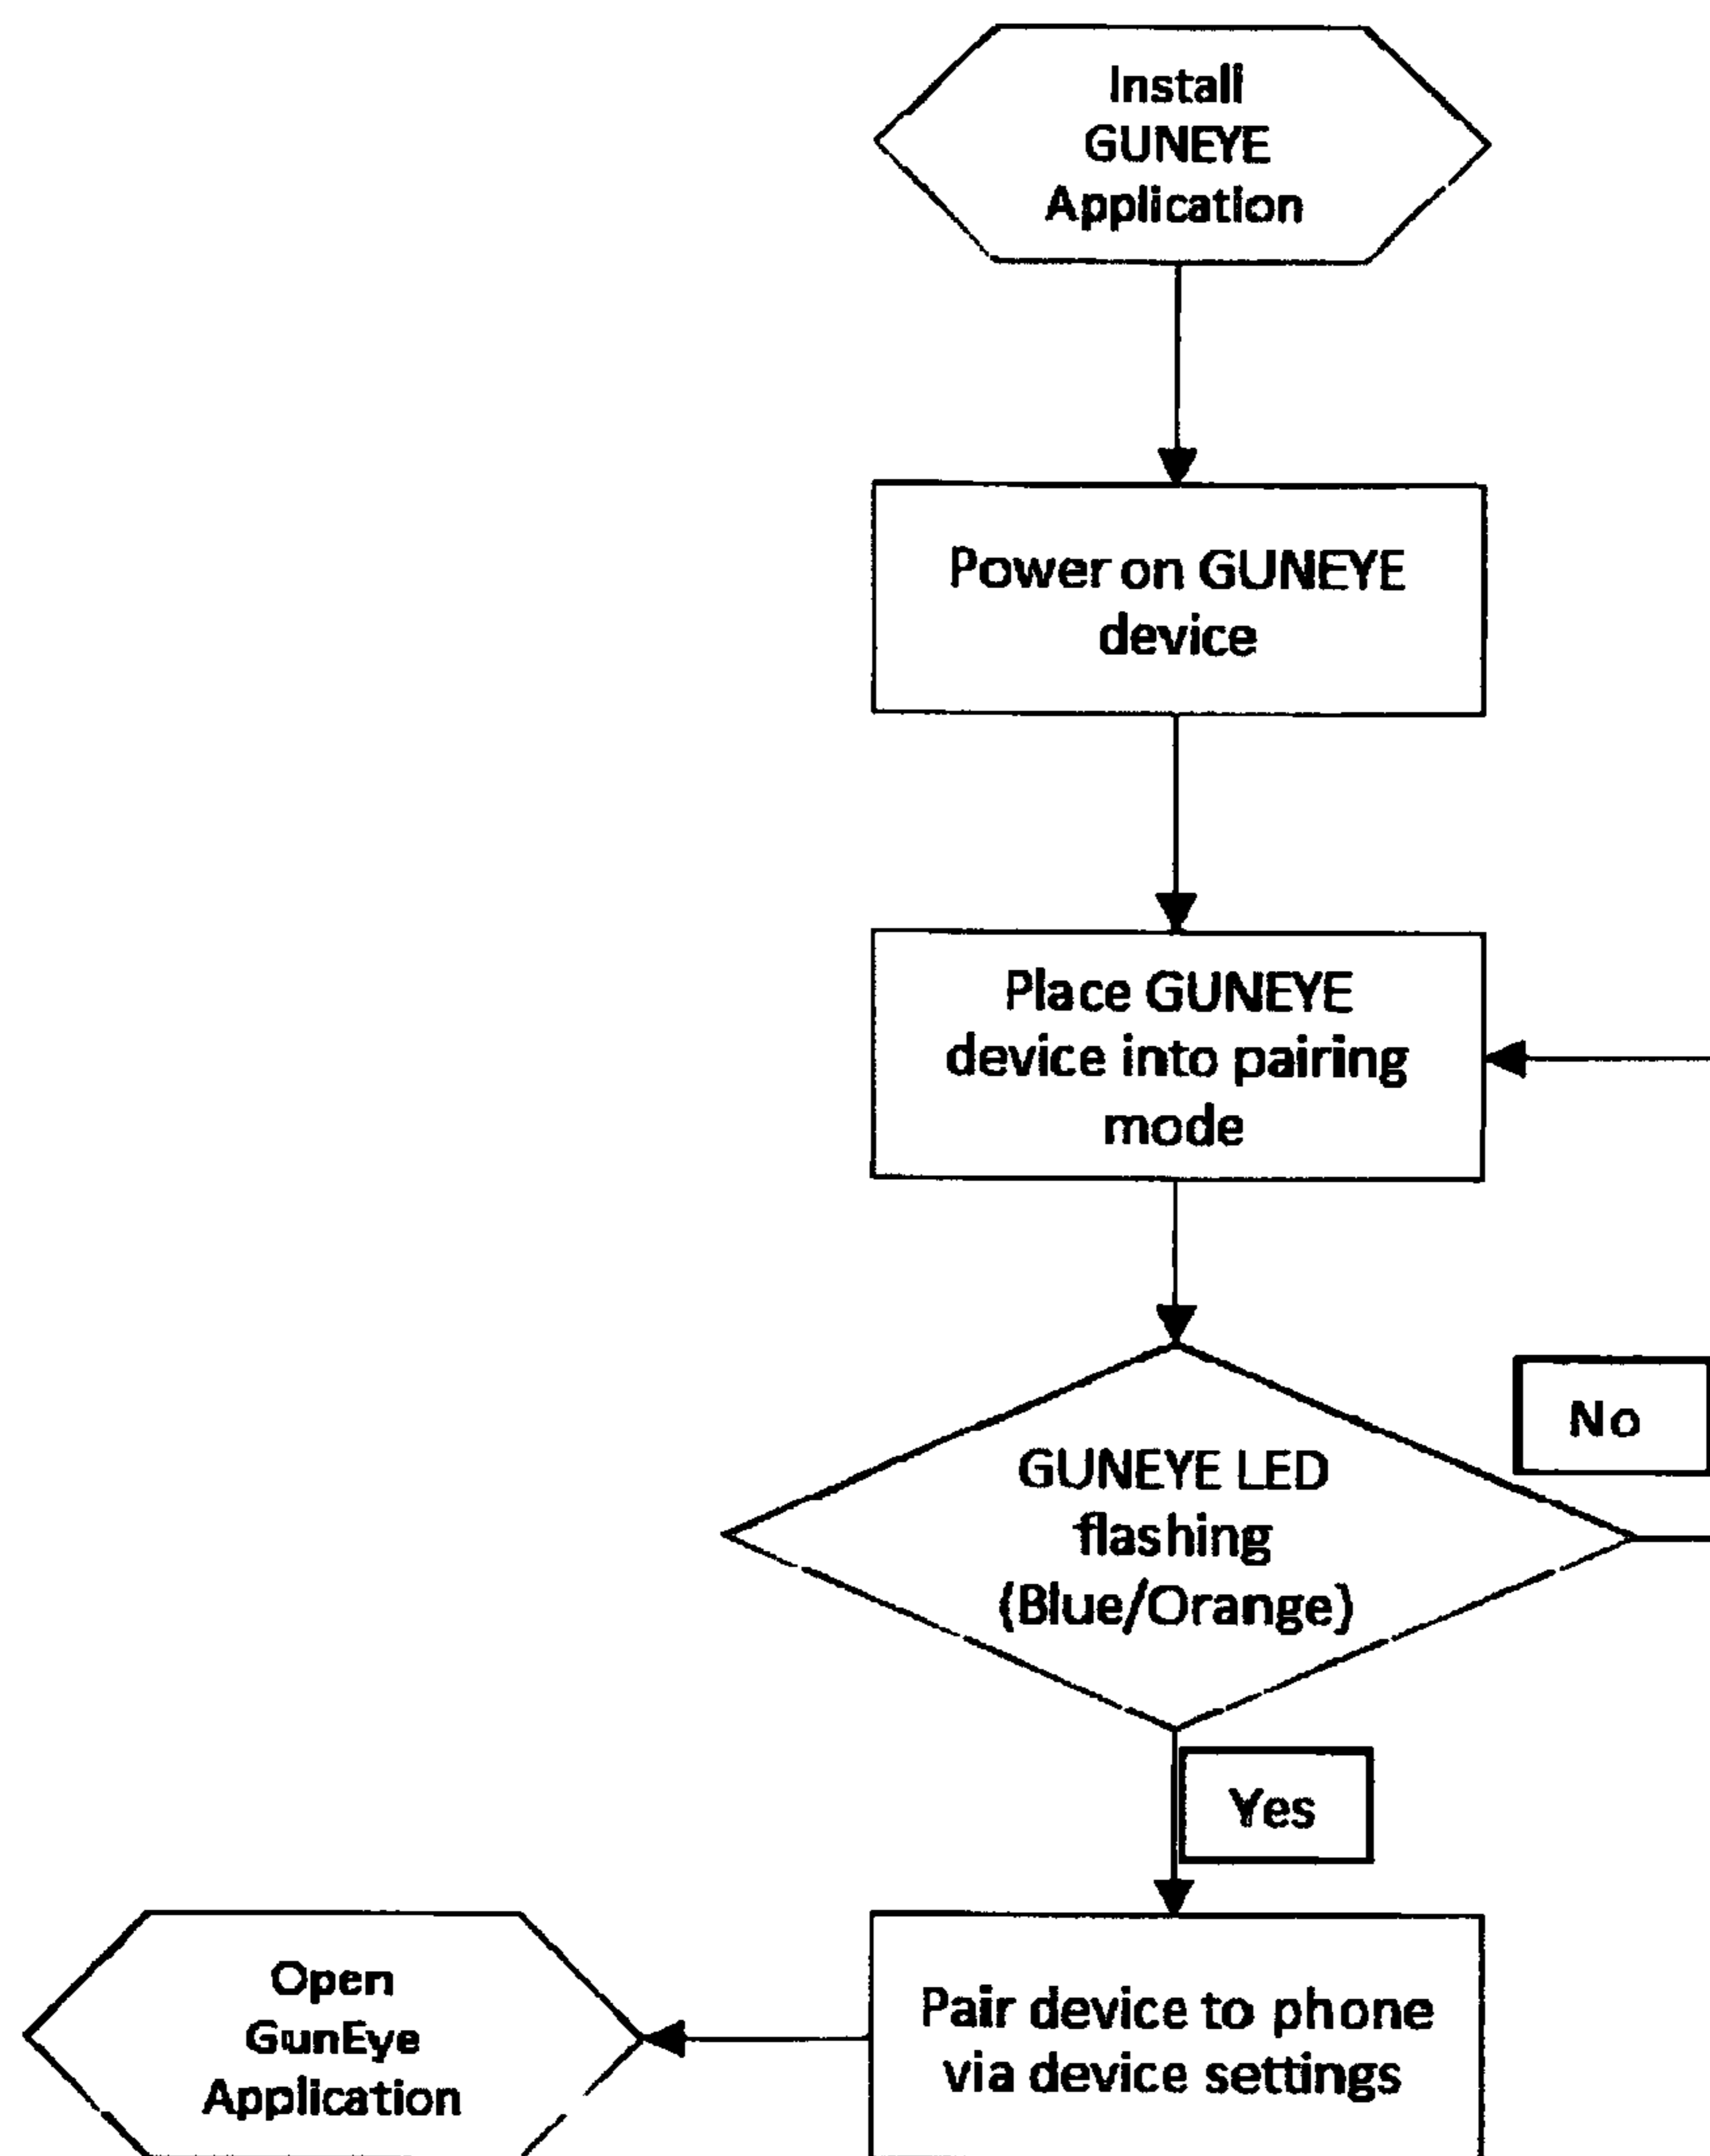 Install
GUNEYE
Application
Power on GUNEYE
device
Place GUNEYE
device into pairing
mode
GUNEYE LED
flashing
(Blue/Orange)
No
Yes
Pair device to phone
via device settings
Open
GunEye
Application